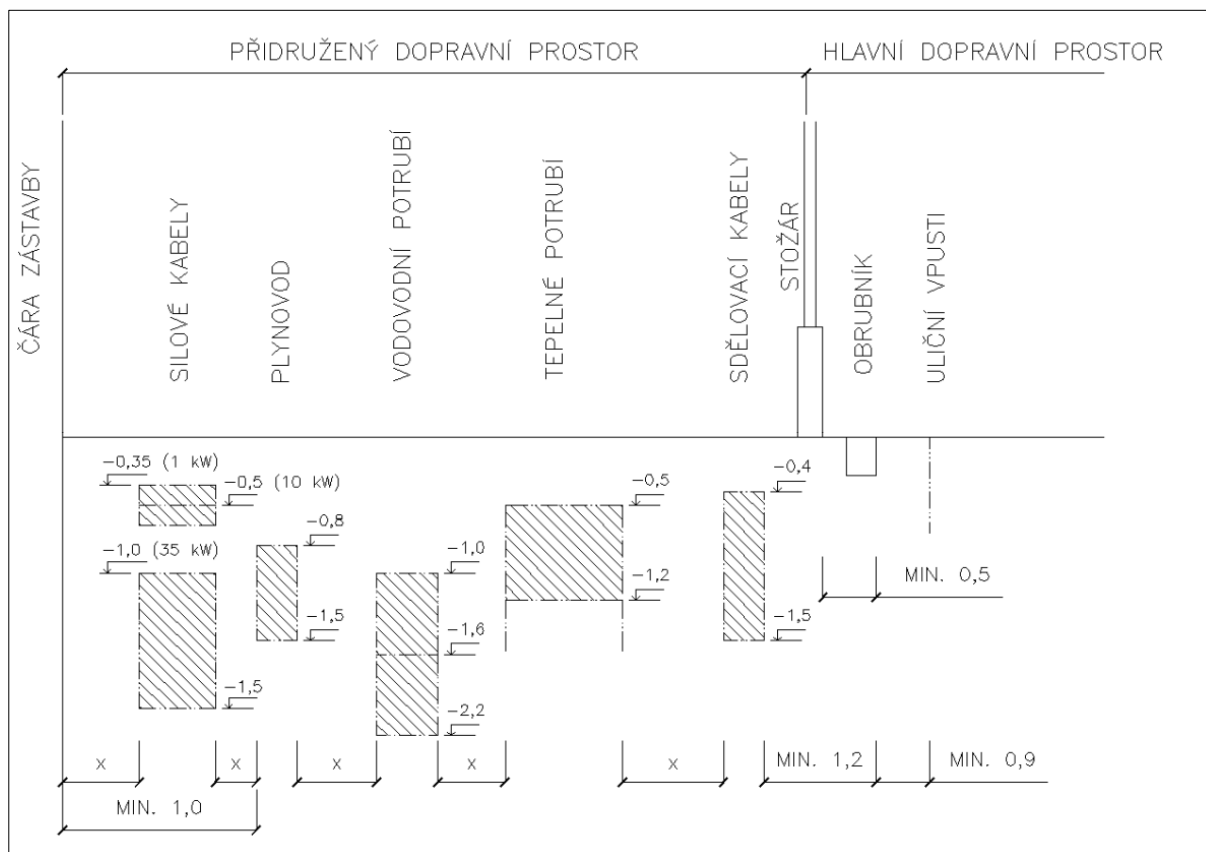 PŘIDRUŽENÝ DOPRAVNÍ PROSTOR
HLAVNÍ DOPRAVNÍ PROSTOR
ČÁRA ZÁSTAVBY
SILOVÉ KABELY
PLYNOVOD
VODOVODNÍ POTRUBÍ
TEPELNÉ POTRUBÍ
SDĚLOVACÍ KABELY
STOŽÁR
OBRUBNÍK
ULIČNÍ VPUSTI
-0,35 (1 kW)
-0,5 (10 kW)
-1,0 (35 kW)
-1,5
-0,8
-1,5
-1,0
-1,6
-2,2
-0,5
-1,2
-0,4
-1,5
MIN. 0,5
x
x
x
x
x
MIN. 1,2
MIN. 0,9
MIN. 1,0